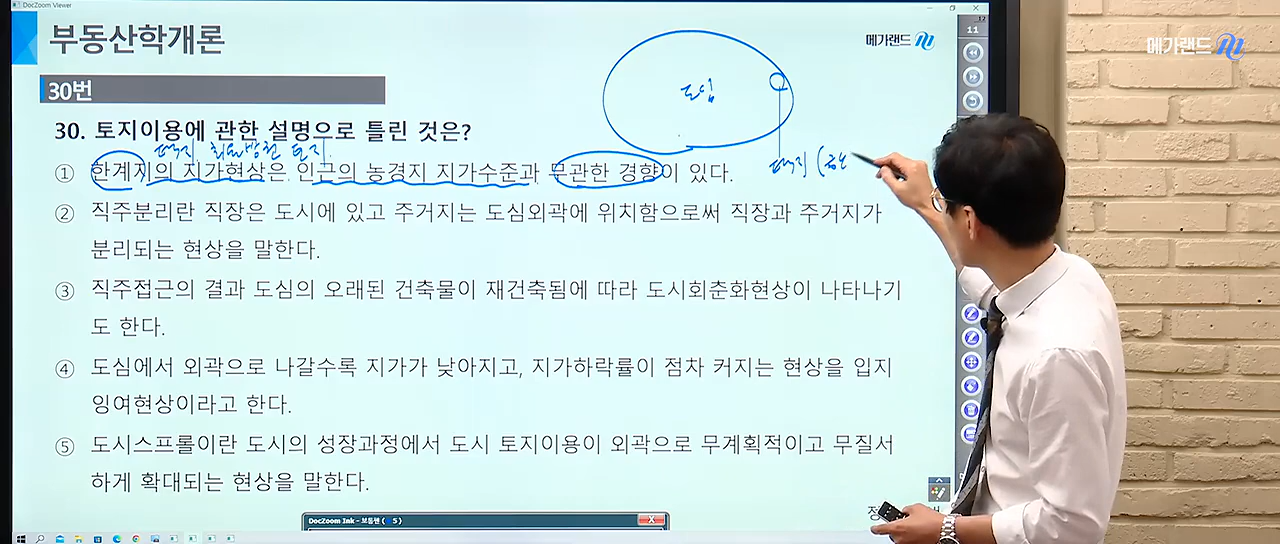 DocZoom Viewer
부동산학개론
메가랜드
메가랜드
12
11
30번
도심
30. 토지이용에 관한 설명으로 틀린 것은?
택지
토지
① 한계지의 지가현상은 인근의 농경지 지가수준과 무관한 경향이 있다.
택지
② 직주분리란 직장은 도시에 있고 주거지는 도심외곽에 위치함으로써 직장과 주거지가
분리되는 현상을 말한다.
③ 직주접근의 결과 도심의 오래된 건축물이 재건축됨에 따라 도시회춘화현상이 나타나기
도 한다.
④ 도심에서 외곽으로 나갈수록 지가가 낮아지고, 지가하락률이 점차 커지는 현상을 입지
잉여현상이라고 한다.
⑤ 도시스프롤이란 도시의 성장과정에서 도시 토지이용이 외곽으로 무계획적이고 무질서
하게 확대되는 현상을 말한다.
DocZoom Ink - 보통펜 ( 5 )